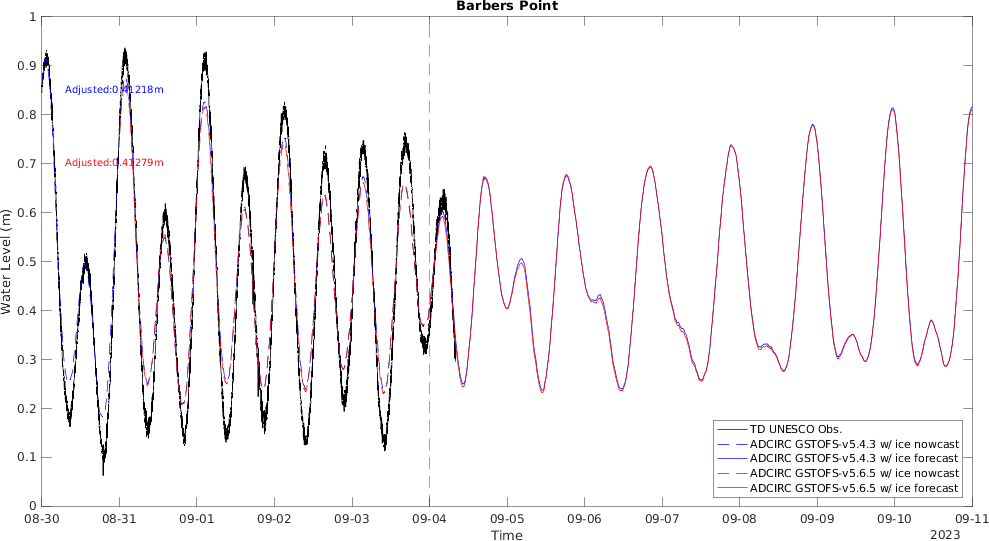 Barbers Point
Water Level (m)
1
0.9
0.8
0.7
0.6
0.5
0.4
0.3
0.2
0.1
0
Adjusted:0.41218m
Adjusted:0.41279m
TD UNESCO Obs.
ADCIRC GSTOFS-v5.4.3 w/ ice nowcast
ADCIRC GSTOFS-v5.4.3 w/ ice forecast
ADCIRC GSTOFS-v5.6.5 w/ ice nowcast
ADCIRC GSTOFS-v5.6.5 w/ ice forecast
08-30 08-31 09-01 09-02 09-03 09-04 09-05 09-06 09-07 09-08 09-09 09-10 09-11
Time
2023